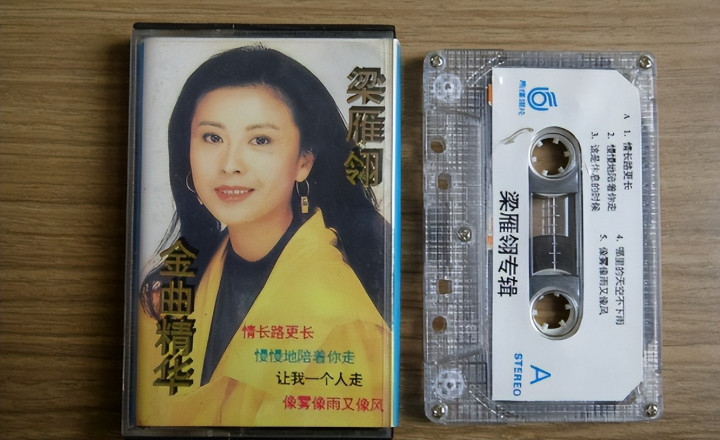 梁雁翎
金曲精华
情长路更长
慢慢地陪着你走
让我一个人走
像雾像雨又像风
A 1. 情长路更长
2. 慢慢地陪着你走
3. 这是休息的时候
4. 哪里的天空不下雨
5. 像雾像雨又像风
梁雁翎专辑
A
STEREO